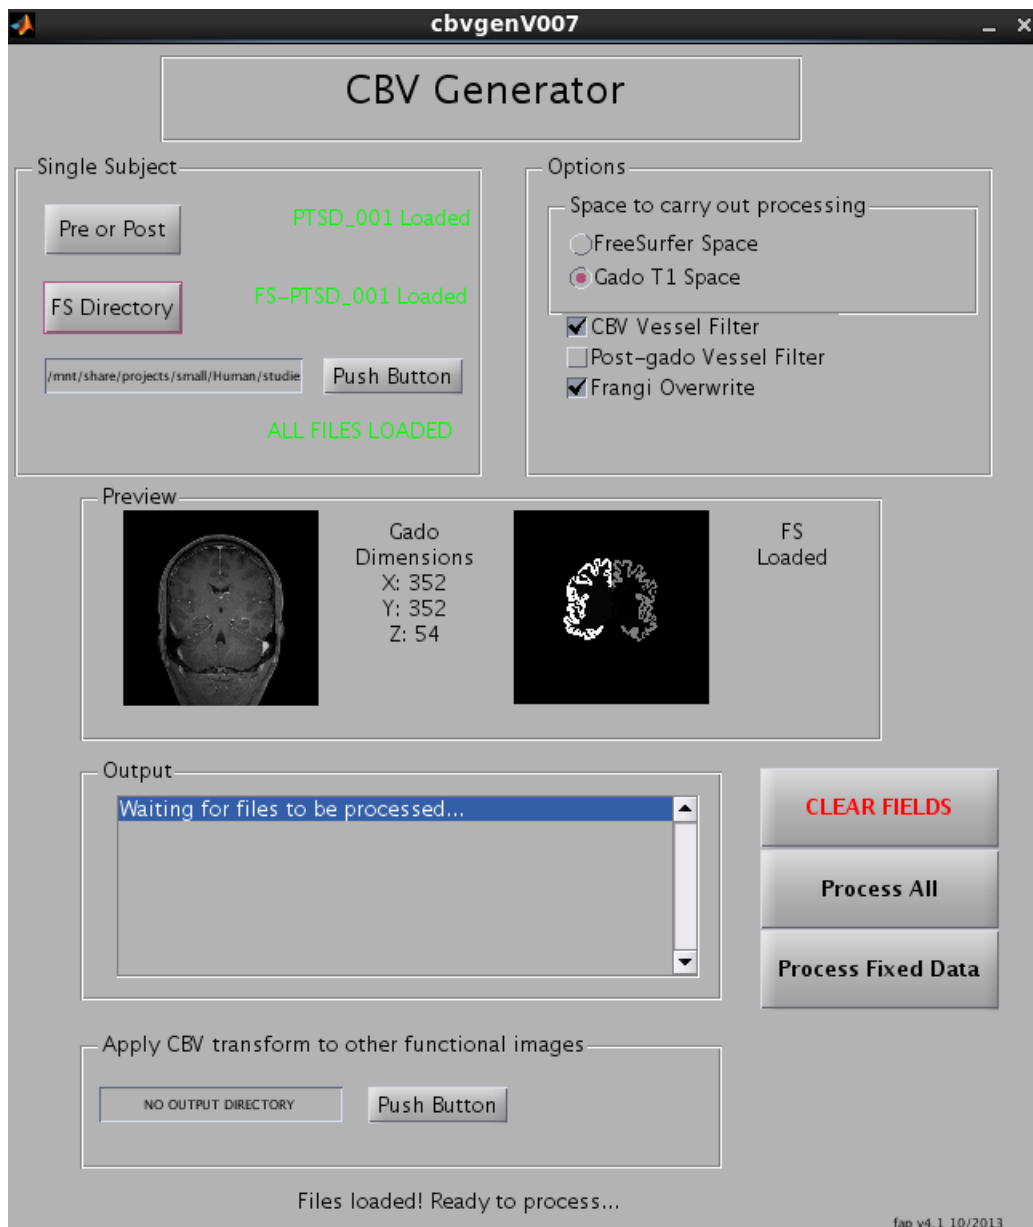 cbvgenV007
CBV Generator
Single Subject
Pre or Post
PTSD_001 Loaded
FS Directory
FS-PTSD_001 Loaded
/mnt/share/projects/small/Human/studie
Push Button
ALL FILES LOADED
Options
Space to carry out processing
FreeSurfer Space
Gado T1 Space
CBV Vessel Filter
Post-gado Vessel Filter
Frangi Overwrite
Preview
Gado
Dimensions
X: 352
Y: 352
Z: 54
FS
Loaded
Output
Waiting for files to be processed...
CLEAR FIELDS
Process All
Process Fixed Data
Apply CBV transform to other functional images
NO OUTPUT DIRECTORY
Push Button
Files loaded! Ready to process...
fap v4.1 10/2013